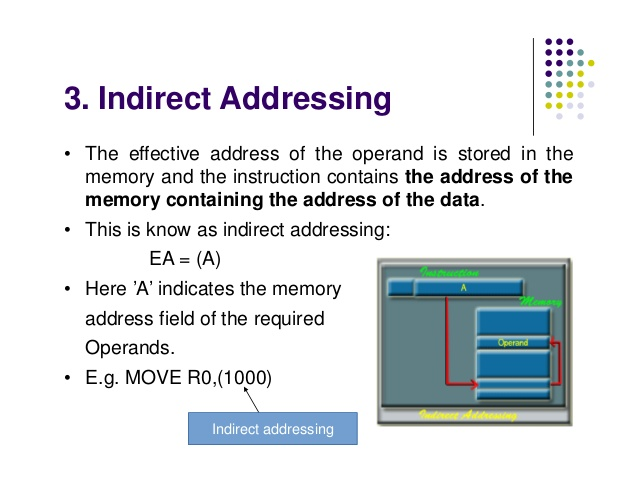 3. Indirect Addressing
• The effective address of the operand is stored in the
memory and the instruction contains the address of the
memory containing the address of the data.
• This is know as indirect addressing:
EA = (A)
• Here ’A’ indicates the memory
address field of the required
Operands.
• E.g. MOVE R0,(1000)
Indirect addressing
Instruction
A
Memory
Operand
Indirect Addressing